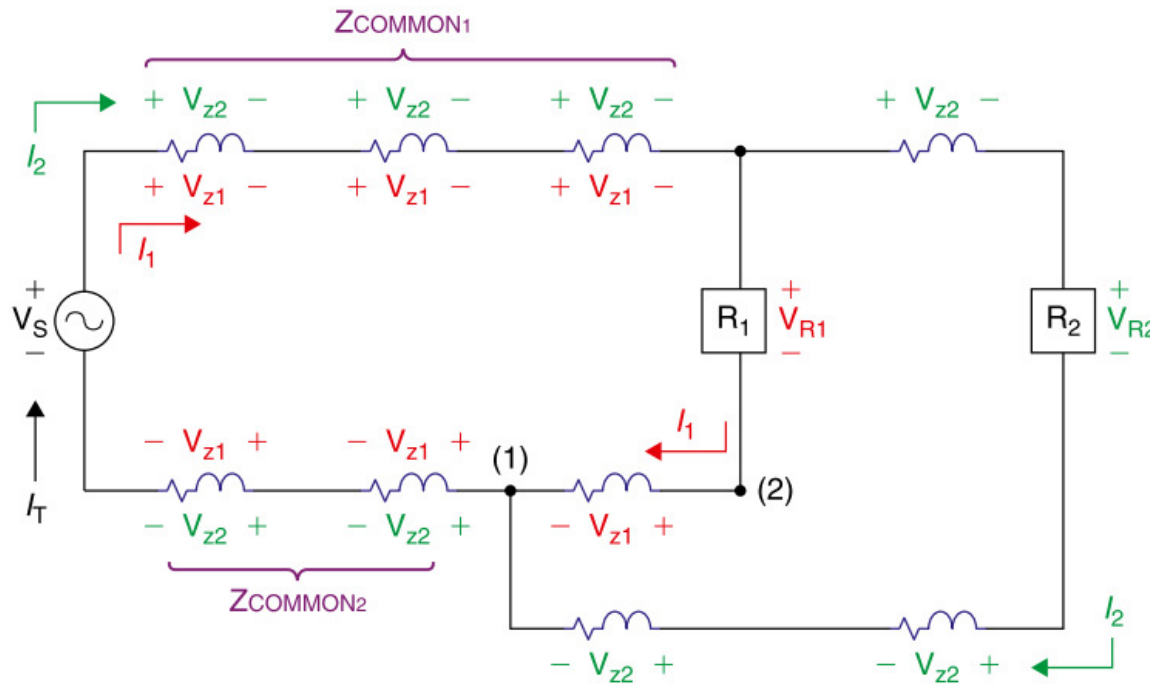 ZCOMMON1
+ Vz2 − + Vz2 − + Vz2 − + Vz2 −
I2
+ Vz1 − + Vz1 − + Vz1 −
I1
+ + +
VS R1 VR1 R2 VR2
− − −
I1
− Vz1 + − Vz1 +
(1)
(2)
IT
− Vz2 + − Vz2 + − Vz1 +
ZCOMMON2
I2
− Vz2 + − Vz2 +